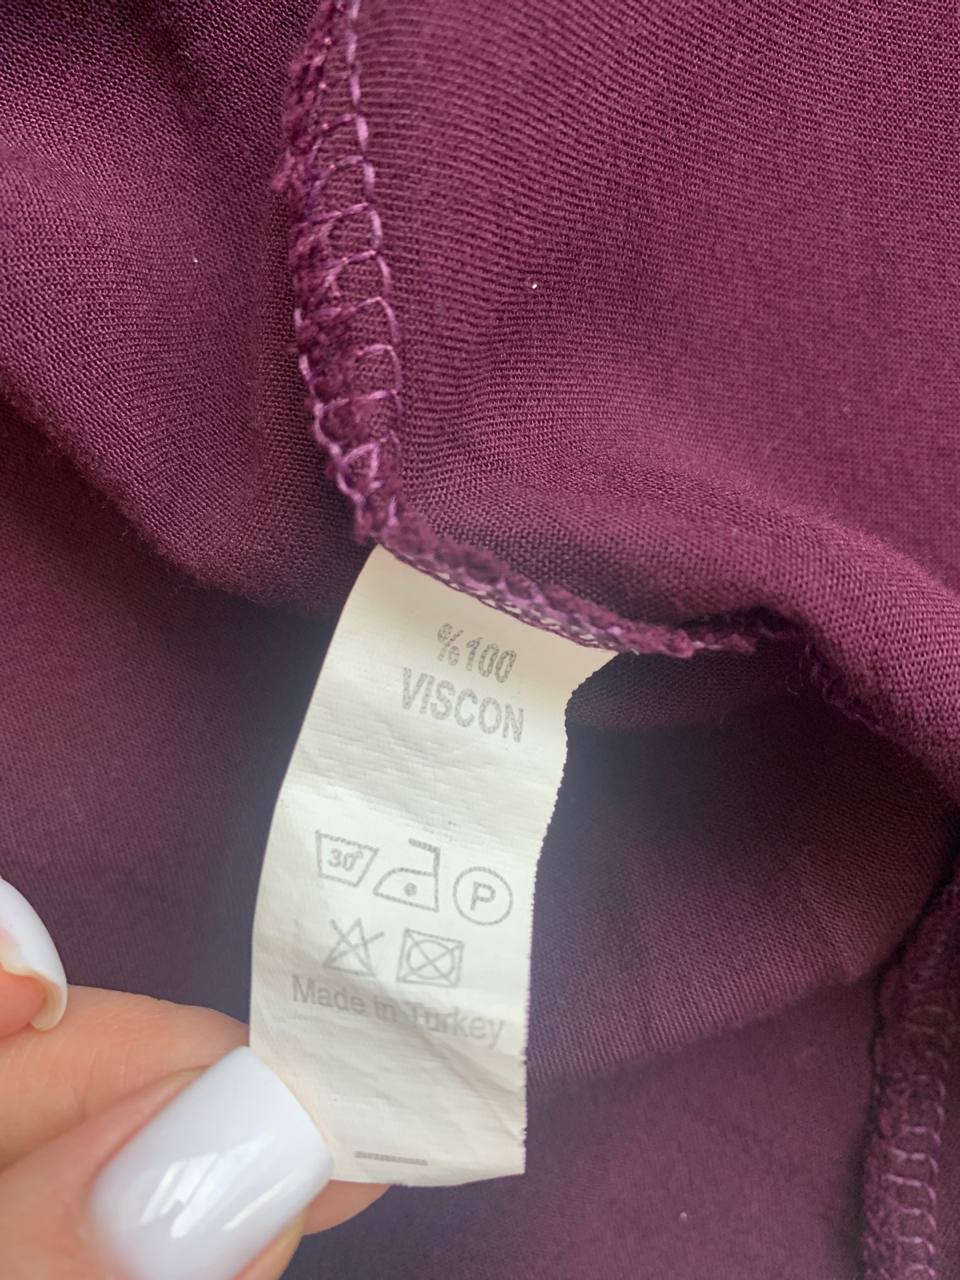 %100
VISCON
30°
P
Made in Turkey